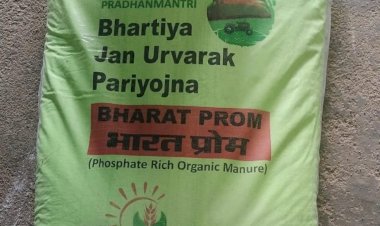 PRADHANMANTRI
Bhartiya
Jan Urvarak
Pariyojna
BHARAT PROM
भारत प्रोम
(Phosphate Rich Organic Manure)